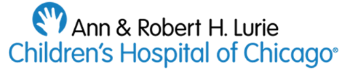 Ann & Robert H. Lurie
Children's Hospital of Chicago®